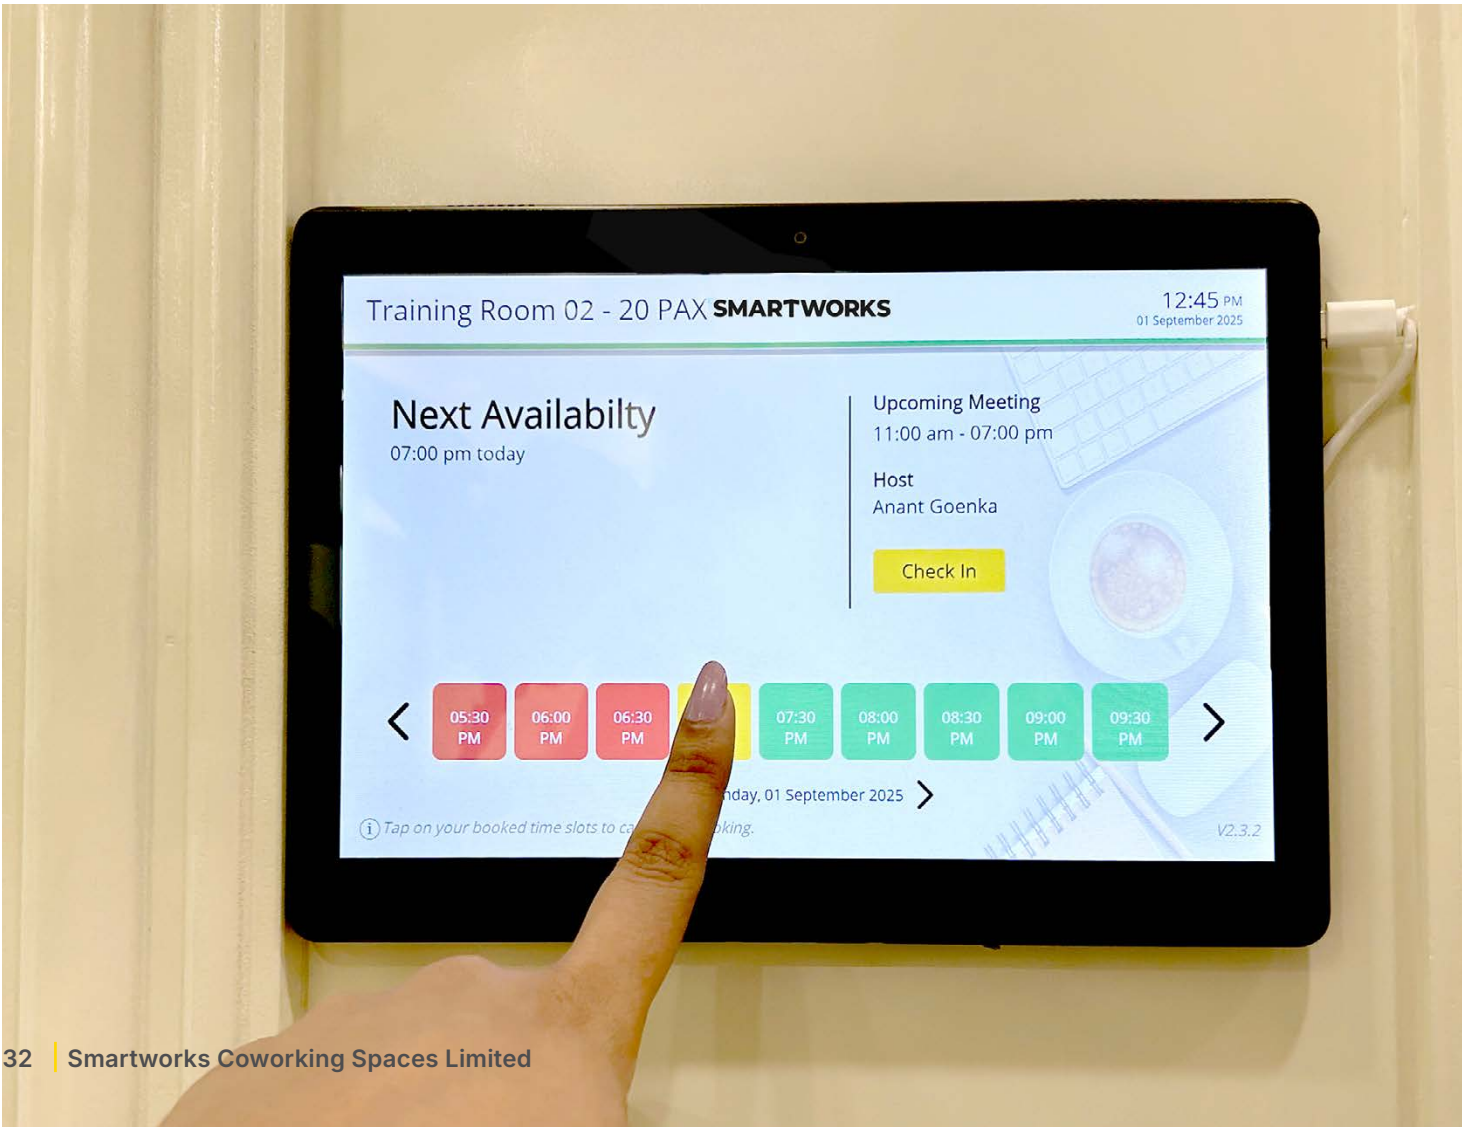 Training Room 02 - 20 PAX SMARTWORKS
12:45 PM
01 September 2025
Next Availabilty
07:00 pm today
Upcoming Meeting
11:00 am - 07:00 pm
Host
Anant Goenka
Check In
05:30 PM
06:00 PM
06:30 PM
07:30 PM
08:00 PM
08:30 PM
09:00 PM
09:30 PM
01 September 2025
Tap on your booked time slots to
V2.3.2
32 Smartworks Coworking Spaces Limited